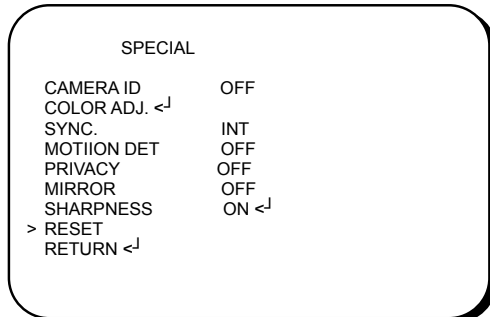 SPECIAL
CAMERA ID OFF
COLOR ADJ. <┘
SYNC. INT
MOTIION DET OFF
PRIVACY OFF
MIRROR OFF
SHARPNESS ON <┘
> RESET
RETURN <┘